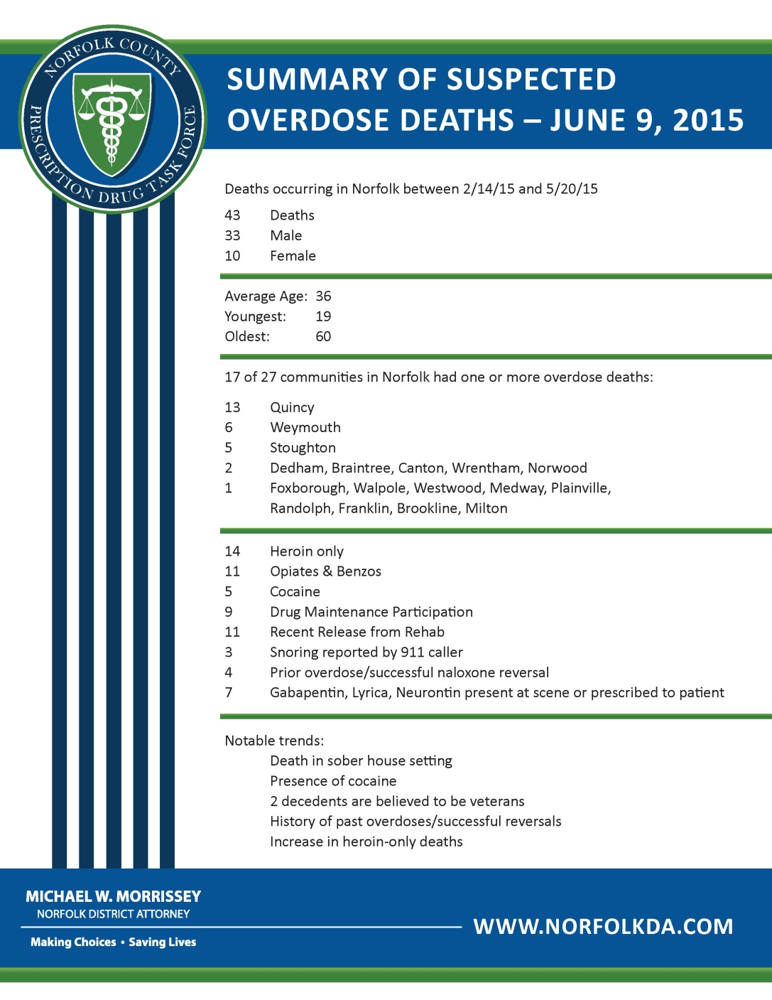 NORFOLK COUNTY
PRESCRIPTION DRUG TASK FORCE
SUMMARY OF SUSPECTED
OVERDOSE DEATHS – JUNE 9, 2015
Deaths occurring in Norfolk between 2/14/15 and 5/20/15
43 Deaths
33 Male
10 Female
Average Age: 36
Youngest: 19
Oldest: 60
17 of 27 communities in Norfolk had one or more overdose deaths:
13 Quincy
6 Weymouth
5 Stoughton
2 Dedham, Braintree, Canton, Wrentham, Norwood
1 Foxborough, Walpole, Westwood, Medway, Plainville,
Randolph, Franklin, Brookline, Milton
14 Heroin only
11 Opiates & Benzos
5 Cocaine
9 Drug Maintenance Participation
11 Recent Release from Rehab
3 Snoring reported by 911 caller
4 Prior overdose/successful naloxone reversal
7 Gabapentin, Lyrica, Neurontin present at scene or prescribed to patient
Notable trends:
Death in sober house setting
Presence of cocaine
2 decedents are believed to be veterans
History of past overdoses/successful reversals
Increase in heroin-only deaths
MICHAEL W. MORRISSEY
NORFOLK DISTRICT ATTORNEY
Making Choices • Saving Lives
WWW.NORFOLKDA.COM